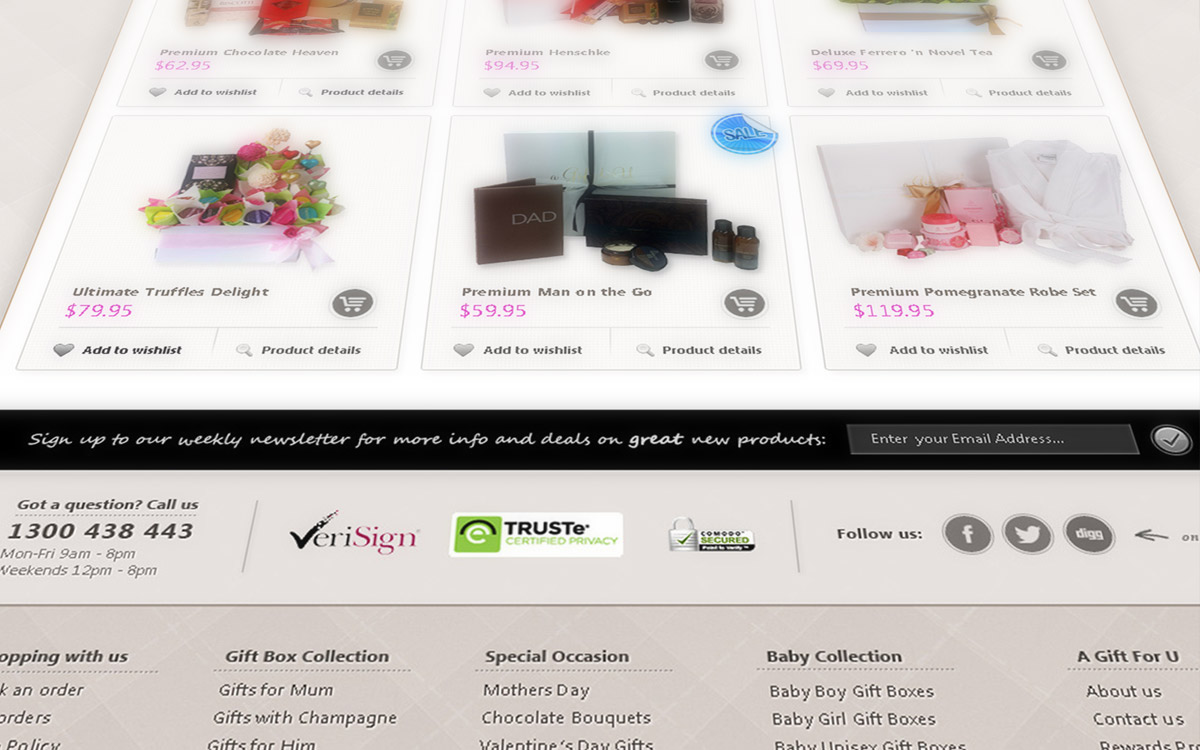 Premium Chocolate Heaven
$62.95
Add to wishlist
Product details
Premium Henschke
$94.95
Add to wishlist
Product details
Deluxe Ferrero 'n Novel Tea
$69.95
Add to wishlist
Product details
Ultimate Truffles Delight
$79.95
Add to wishlist
Product details
SALE
DAD
Premium Man on the Go
$59.95
Add to wishlist
Product details
Premium Pomegranate Robe Set
$119.95
Add to wishlist
Product details
Sign up to our weekly newsletter for more info and deals on great new products:
Enter your Email Address...
Got a question? Call us
1300 438 443
Mon-Fri 9am - 8pm
Weekends 12pm - 8pm
VeriSign
TRUSTe
CERTIFIED PRIVACY
COMODO
SECURED
Point to Verify™
Follow us:
f
digg
on
opping with us
k an order
orders
Policy
Gift Box Collection
Gifts for Mum
Gifts with Champagne
Gifts for Him
Special Occasion
Mothers Day
Chocolate Bouquets
Valentine's Day Gifts
Baby Collection
Baby Boy Gift Boxes
Baby Girl Gift Boxes
Baby Unisex Gift Boxes
A Gift For U
About us
Contact us
Rewards Pr